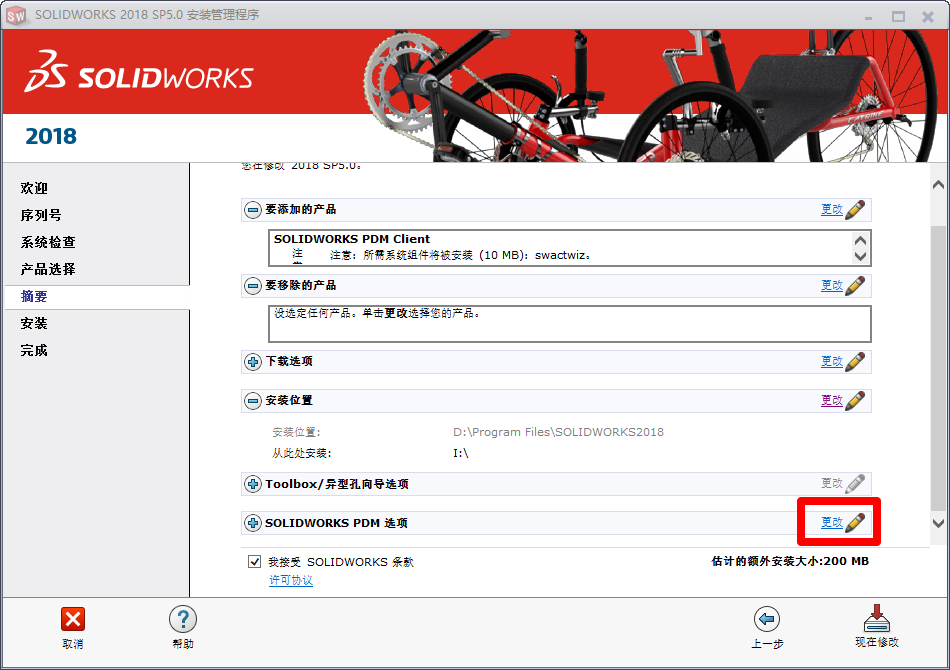 SOLIDWORKS 2018 SP5.0 安装管理程序
SOLIDWORKS
2018
欢迎
序列号
系统检查
产品选择
摘要
安装
完成
您在修改 2018 SP5.0。
要添加的产品 更改
SOLIDWORKS PDM Client
注 注意：所需系统组件将被安装 (10 MB)：swactwiz。
要移除的产品 更改
没选定任何产品。单击更改选择您的产品。
下载选项 更改
安装位置 更改
安装位置: D:\Program Files\SOLIDWORKS2018
从此处安装: I:\
Toolbox/异型孔向导选项 更改
SOLIDWORKS PDM 选项 更改
我接受 SOLIDWORKS 条款
许可协议
估计的额外安装大小:200 MB
取消
帮助
上一步
现在修改